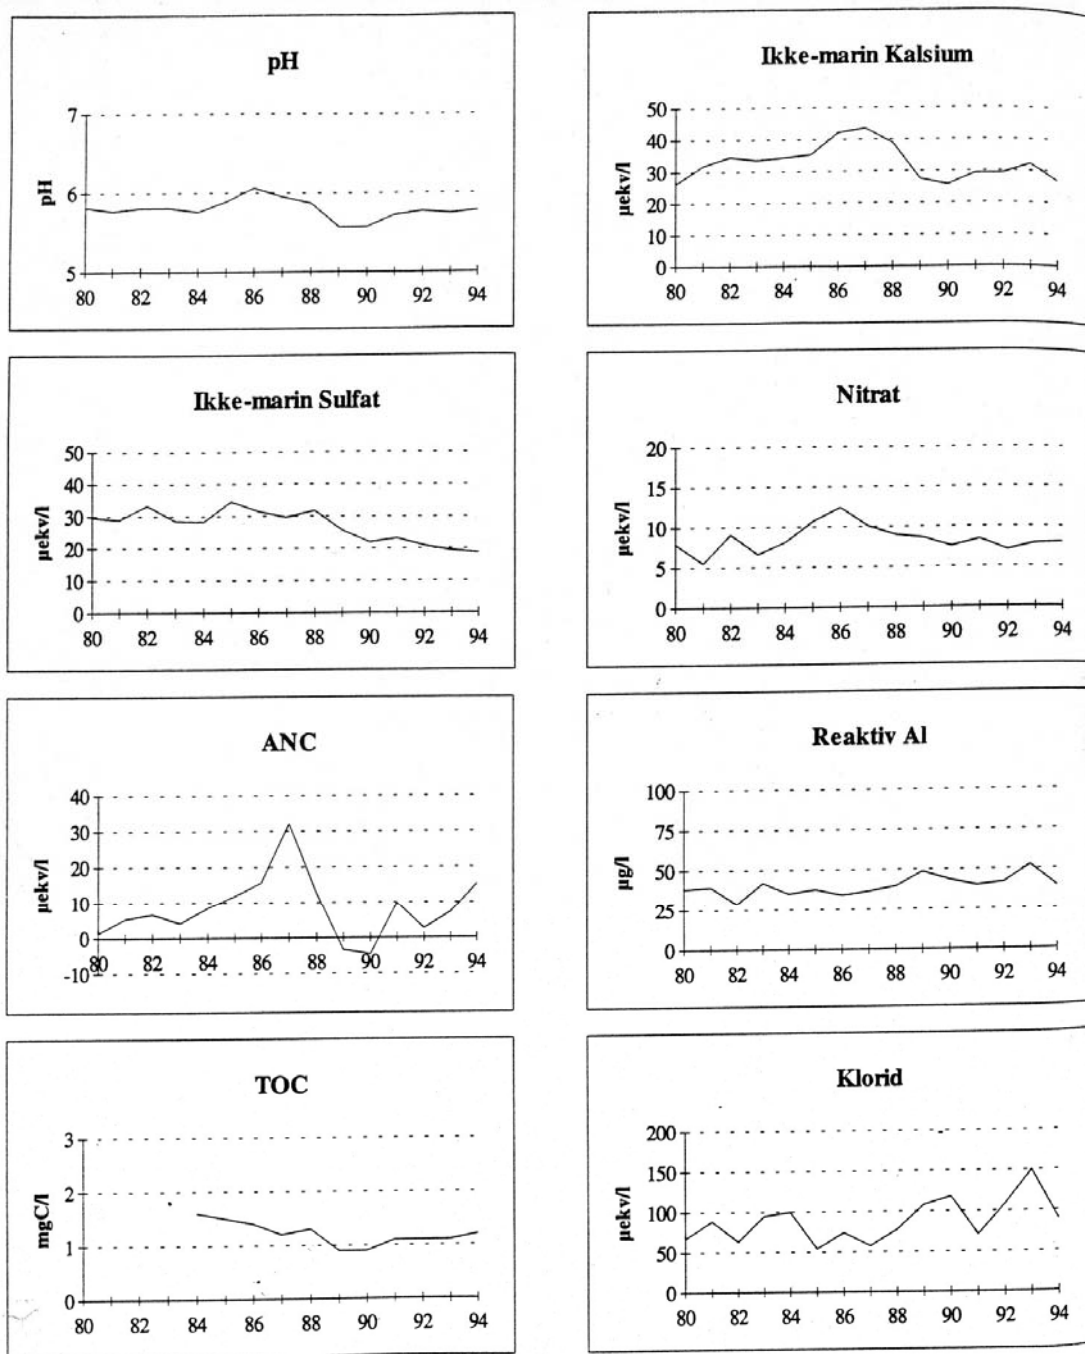 pH
7
6
5
pH
80 82 84 86 88 90 92 94
Ikke-marin Kalsium
50
40
30
20
10
0
µekv/l
80 82 84 86 88 90 92 94
Ikke-marin Sulfat
50
40
30
20
10
0
µekv/l
80 82 84 86 88 90 92 94
Nitrat
20
15
10
5
0
µekv/l
80 82 84 86 88 90 92 94
ANC
40
30
20
10
0
-10
µekv/l
80 82 84 86 88 90 92 94
Reaktiv Al
100
75
50
25
0
µg/l
80 82 84 86 88 90 92 94
TOC
3
2
1
0
mgC/l
80 82 84 86 88 90 92 94
Klorid
200
150
100
50
0
µekv/l
80 82 84 86 88 90 92 94